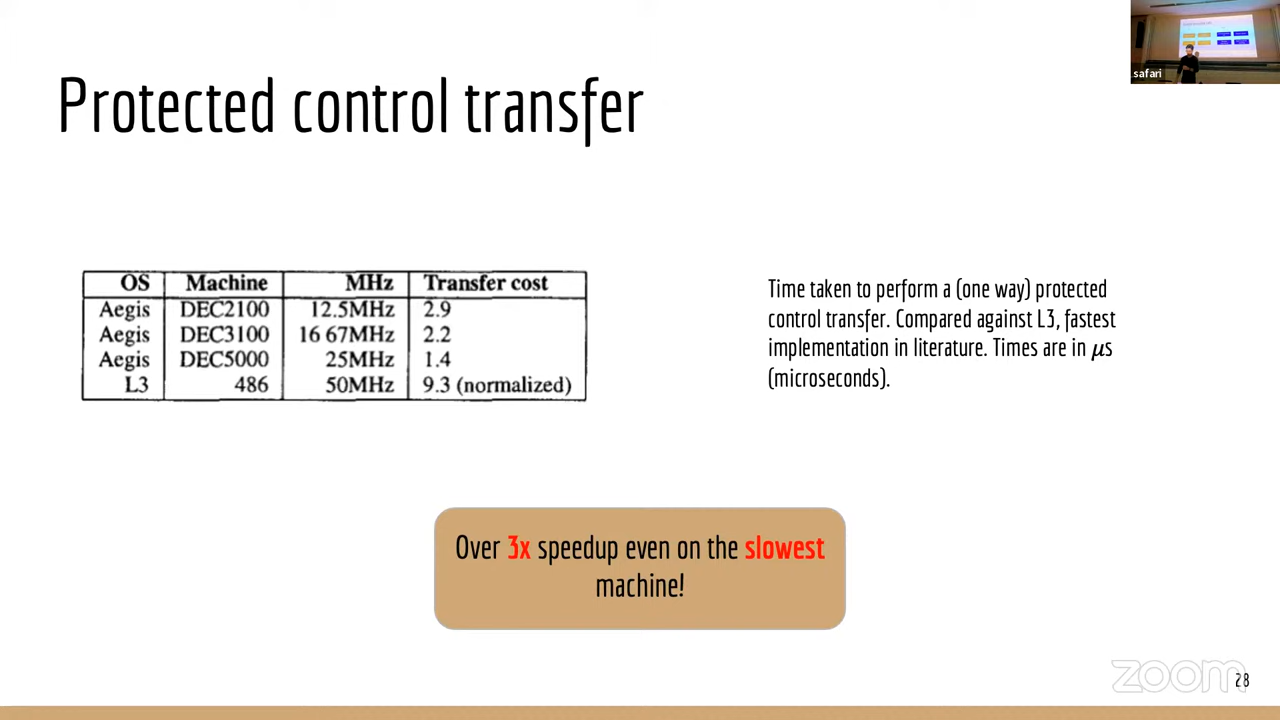 safari
Protected control transfer
OS Machine MHz Transfer cost
Aegis DEC2100 12.5MHz 2.9
Aegis DEC3100 16 67MHz 2.2
Aegis DEC5000 25MHz 1.4
L3 486 50MHz 9.3 (normalized)
Time taken to perform a (one way) protected
control transfer. Compared against L3, fastest
implementation in literature. Times are in μs
(microseconds).
Over 3x speedup even on the slowest
machine!
zoom
28